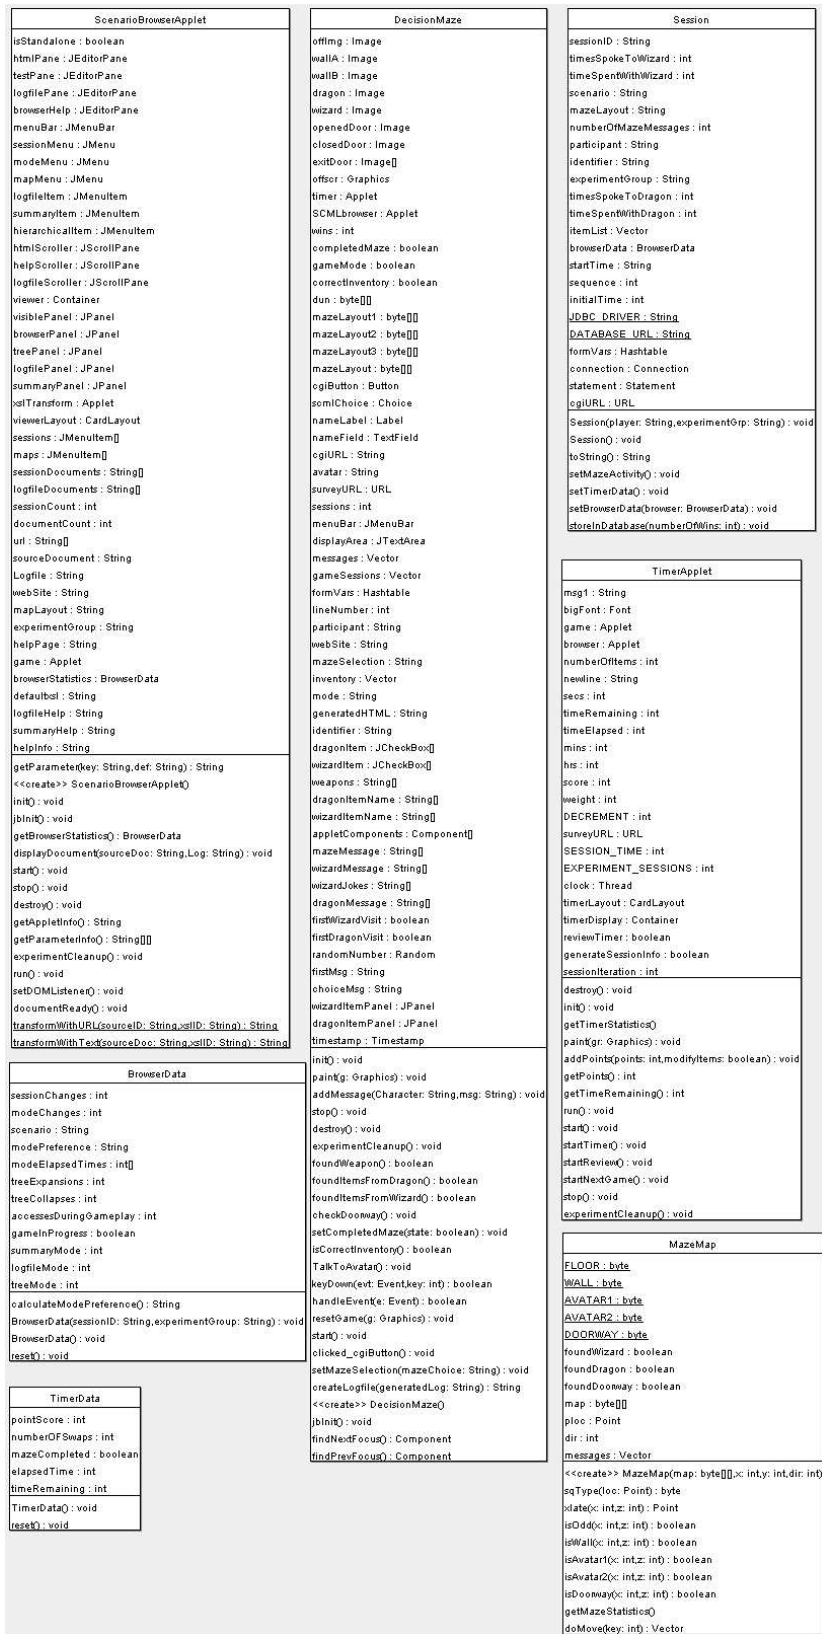 ScenarioBrowserApplet
isStandalone : boolean
htmlPane : JEditorPane
testPane : JEditorPane
logfilePane : JEditorPane
browserHelp : JEditorPane
menuBar : JMenuBar
sessionMenu : JMenu
modeMenu : JMenu
mapMenu : JMenu
logfileItem : JMenuItem
summaryItem : JMenuItem
hierarchicalItem : JMenuItem
htmlScroller : JScrollPane
helpScroller : JScrollPane
logfileScroller : JScrollPane
viewer : Container
visiblePanel : JPanel
browserPanel : JPanel
treePanel : JPanel
logfilePanel : JPanel
summaryPanel : JPanel
xslTransform : Applet
viewerLayout : CardLayout
sessions : JMenuItem[]
maps : JMenuItem[]
sessionDocuments : String[]
logfileDocuments : String[]
sessionCount : int
documentCount : int
url : String[]
sourceDocument : String
Logfile : String
webSite : String
mapLayout : String
experimentGroup : String
helpPage : String
game : Applet
browserStatistics : BrowserData
defaultxsl : String
logfileHelp : String
summaryHelp : String
helpInfo : String
getParameter(key: String,def: String) : String
<<create>> ScenarioBrowserApplet()
init() : void
jbInit() : void
getBrowserStatistics() : BrowserData
displayDocument(sourceDoc: String,Log: String) : void
start() : void
stop() : void
destroy() : void
getAppletInfo() : String
getParameterInfo() : String[][]
experimentCleanup() : void
run() : void
setDOMListener() : void
documentReady() : void
transformWithURL(sourceID: String,xslID: String) : String
transformWithText(sourceDoc: String,xslID: String) : String
BrowserData
sessionChanges : int
modeChanges : int
scenario : String
modePreference : String
modeElapsedTimes : int[]
treeExpansions : int
treeCollapses : int
accessesDuringGameplay : int
gameInProgress : boolean
summaryMode : int
logfileMode : int
treeMode : int
calculateModePreference() : String
BrowserData(sessionID: String,experimentGroup: String) : void
BrowserData() : void
reset() : void
TimerData
pointScore : int
numberOFSwaps : int
mazeCompleted : boolean
elapsedTime : int
timeRemaining : int
TimerData() : void
reset() : void
DecisionMaze
offImg : Image
wallA : Image
wallB : Image
dragon : Image
wizard : Image
openedDoor : Image
closedDoor : Image
exitDoor : Image[]
offscr : Graphics
timer : Applet
SCMLbrowser : Applet
wins : int
completedMaze : boolean
gameMode : boolean
correctInventory : boolean
dun : byte[][]
mazeLayout1 : byte[][]
mazeLayout2 : byte[][]
mazeLayout3 : byte[][]
mazeLayout : byte[][]
cgiButton : Button
scmlChoice : Choice
nameLabel : Label
nameField : TextField
cgiURL : String
avatar : String
surveyURL : URL
sessions : int
menuBar : JMenuBar
displayArea : JTextArea
messages : Vector
gameSessions : Vector
formVars : Hashtable
lineNumber : int
participant : String
webSite : String
mazeSelection : String
inventory : Vector
mode : String
generatedHTML : String
identifier : String
dragonItem : JCheckBox[]
wizardItem : JCheckBox[]
weapons : String[]
dragonItemName : String[]
wizardItemName : String[]
appletComponents : Component[]
mazeMessage : String[]
wizardMessage : String[]
wizardJokes : String[]
dragonMessage : String[]
firstWizardVisit : boolean
firstDragonVisit : boolean
randomNumber : Random
firstMsg : String
choiceMsg : String
wizardItemPanel : JPanel
dragonItemPanel : JPanel
timestamp : Timestamp
init() : void
paint(g: Graphics) : void
addMessage(Character: String,msg: String) : void
stop() : void
destroy() : void
experimentCleanup() : void
foundWeapon() : boolean
foundItemsFromDragon() : boolean
foundItemsFromWizard() : boolean
checkDoorway() : void
setCompletedMaze(state: boolean) : void
isCorrectInventory() : boolean
TalkToAvatar() : void
keyDown(evt: Event,key: int) : boolean
handleEvent(e: Event) : boolean
resetGame(g: Graphics) : void
start() : void
clicked_cgiButton() : void
setMazeSelection(mazeChoice: String) : void
createLogfile(generatedLog: String) : String
<<create>> DecisionMaze()
jbInit() : void
findNextFocus() : Component
findPrevFocus() : Component
Session
sessionID : String
timesSpokeToWizard : int
timeSpentWithWizard : int
scenario : String
mazeLayout : String
numberOfMazeMessages : int
participant : String
identifier : String
experimentGroup : String
timesSpokeToDragon : int
timeSpentWithDragon : int
itemList : Vector
browserData : BrowserData
startTime : String
sequence : int
initialTime : int
JDBC_DRIVER : String
DATABASE_URL : String
formVars : Hashtable
connection : Connection
statement : Statement
cgiURL : URL
Session(player: String,experimentGrp: String) : void
Session() : void
toString() : String
setMazeActivity() : void
setTimerData() : void
setBrowserData(browser: BrowserData) : void
storeInDatabase(numberOfWins: int) : void
TimerApplet
msg1 : String
bigFont : Font
game : Applet
browser : Applet
numberOfItems : int
newline : String
secs : int
timeRemaining : int
timeElapsed : int
mins : int
hrs : int
score : int
weight : int
DECREMENT : int
surveyURL : URL
SESSION_TIME : int
EXPERIMENT_SESSIONS : int
clock : Thread
timerLayout : CardLayout
timerDisplay : Container
reviewTimer : boolean
generateSessionInfo : boolean
sessionIteration : int
destroy() : void
init() : void
getTimerStatistics()
paint(gr: Graphics) : void
addPoints(points: int,modifyItems: boolean) : void
getPoints() : int
getTimeRemaining() : int
run() : void
start() : void
startTimer() : void
startReview() : void
startNextGame() : void
stop() : void
experimentCleanup() : void
MazeMap
FLOOR : byte
WALL : byte
AVATAR1 : byte
AVATAR2 : byte
DOORWAY : byte
foundWizard : boolean
foundDragon : boolean
foundDoorway : boolean
map : byte[][]
ploc : Point
dir : int
messages : Vector
<<create>> MazeMap(map: byte[][],x: int,y: int,dir: int)
sqType(loc: Point) : byte
xlate(x: int,z: int) : Point
isOdd(x: int,z: int) : boolean
isWall(x: int,z: int) : boolean
isAvatar1(x: int,z: int) : boolean
isAvatar2(x: int,z: int) : boolean
isDoorway(x: int,z: int) : boolean
getMazeStatistics()
doMove(key: int) : Vector